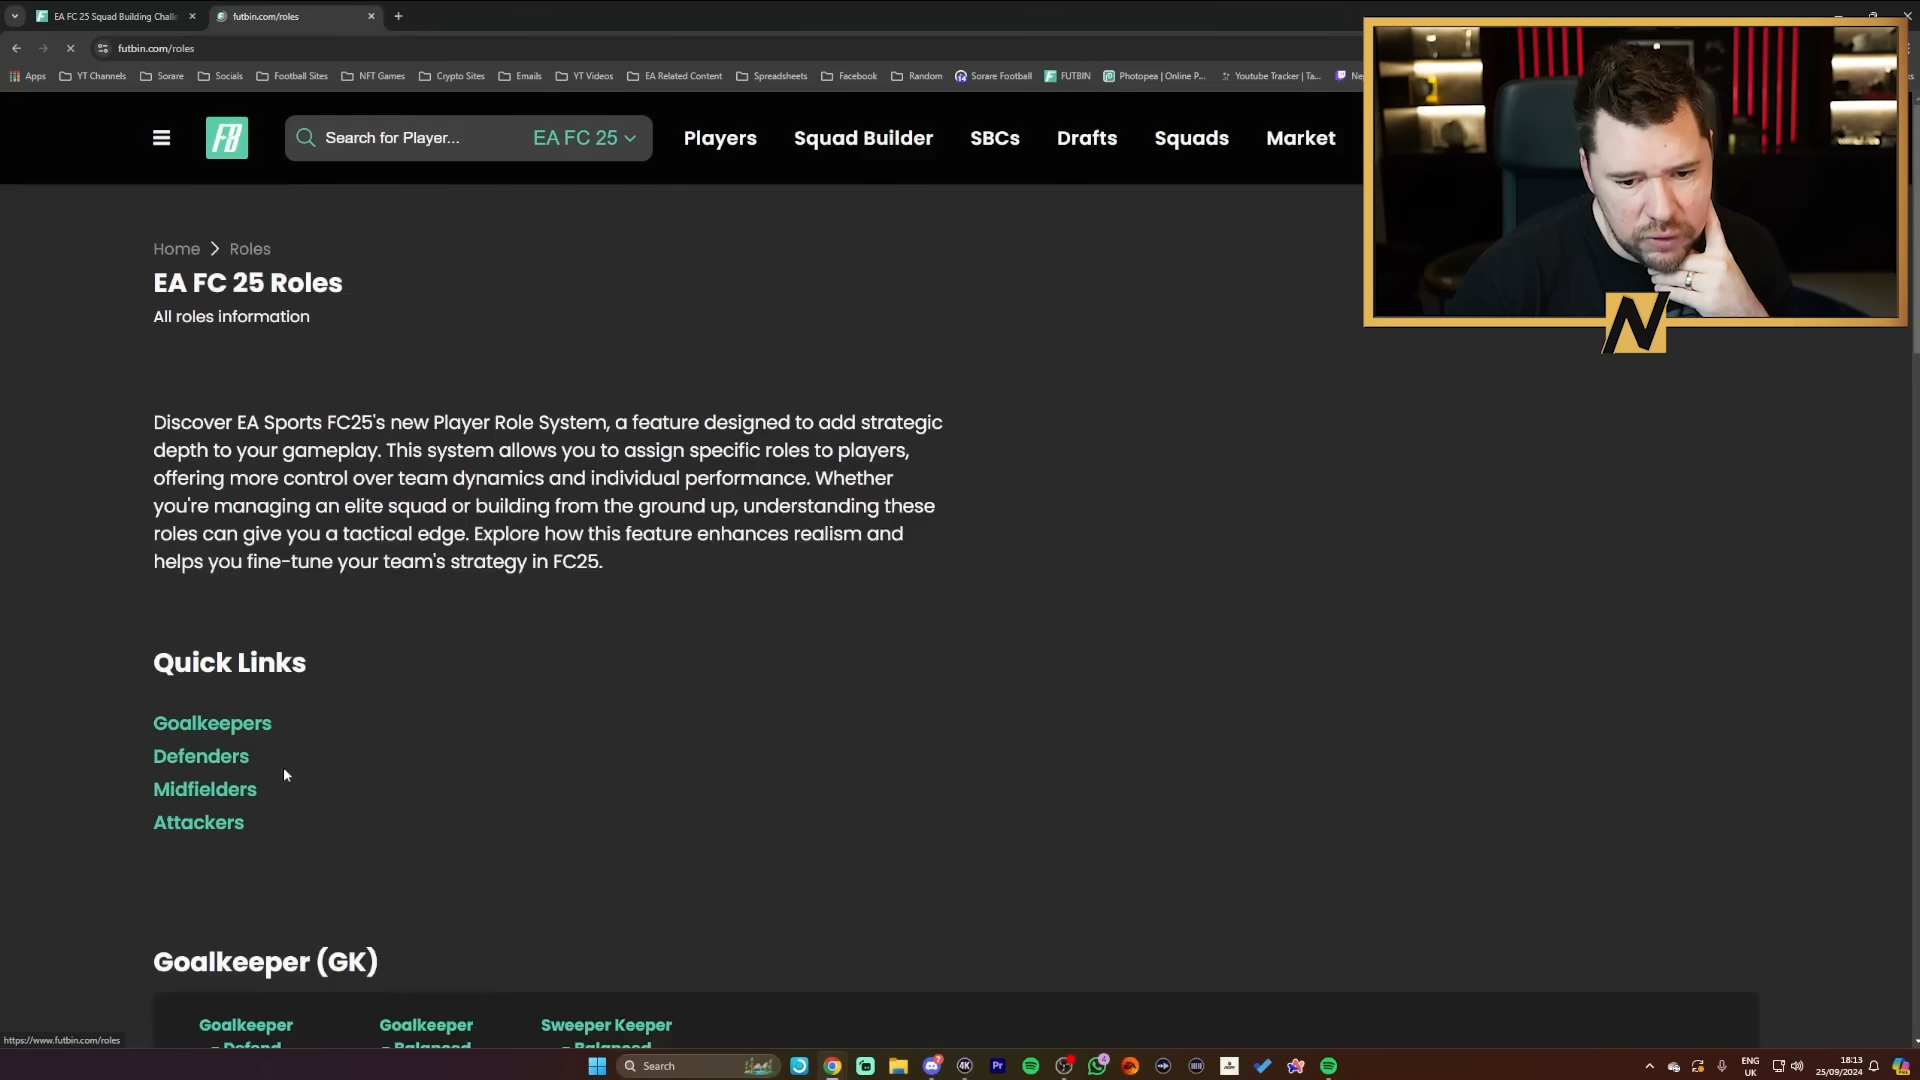 EA FC 25 Squad Building Challe
futbin.com/roles
futbin.com/roles
Apps
YT Channels
Sorare
Socials
Football Sites
NFT Games
Crypto Sites
Emails
YT Videos
EA Related Content
Spreadsheets
Facebook
Random
Sorare Football
FUTBIN
Photopea | Online P...
Youtube Tracker | Ta...
FB
Search for Player...
EA FC 25
Players
Squad Builder
SBCs
Drafts
Squads
Market
N
Home > Roles
EA FC 25 Roles
All roles information
Discover EA Sports FC25's new Player Role System, a feature designed to add strategic
depth to your gameplay. This system allows you to assign specific roles to players,
offering more control over team dynamics and individual performance. Whether
you're managing an elite squad or building from the ground up, understanding these
roles can give you a tactical edge. Explore how this feature enhances realism and
helps you fine-tune your team's strategy in FC25.
Quick Links
Goalkeepers
Defenders
Midfielders
Attackers
Goalkeeper (GK)
Goalkeeper
- Defend
Goalkeeper
- Balanced
Sweeper Keeper
- Balanced
https://www.futbin.com/roles
Search
4K
Pr
ENG
UK
18:13
25/09/2024